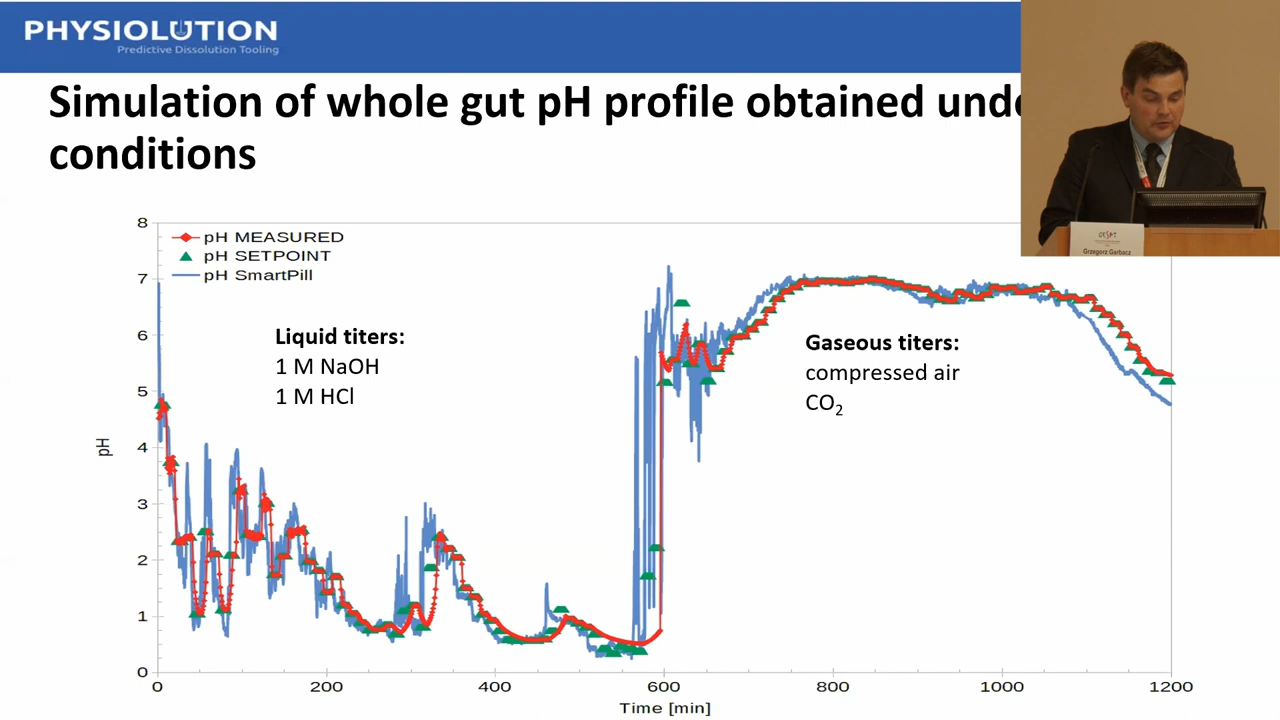 PHYSIOLUTION
Predictive Dissolution Tooling
Simulation of whole gut pH profile obtained unde
conditions
pH MEASURED
pH SETPOINT
pH SmartPill
Liquid titers:
1 M NaOH
1 M HCl
Gaseous titers:
compressed air
CO₂
pH
8
7
6
5
4
3
2
1
0
0 200 400 600 800 1000 1200
Time [min]
Grzegorz Garbacz